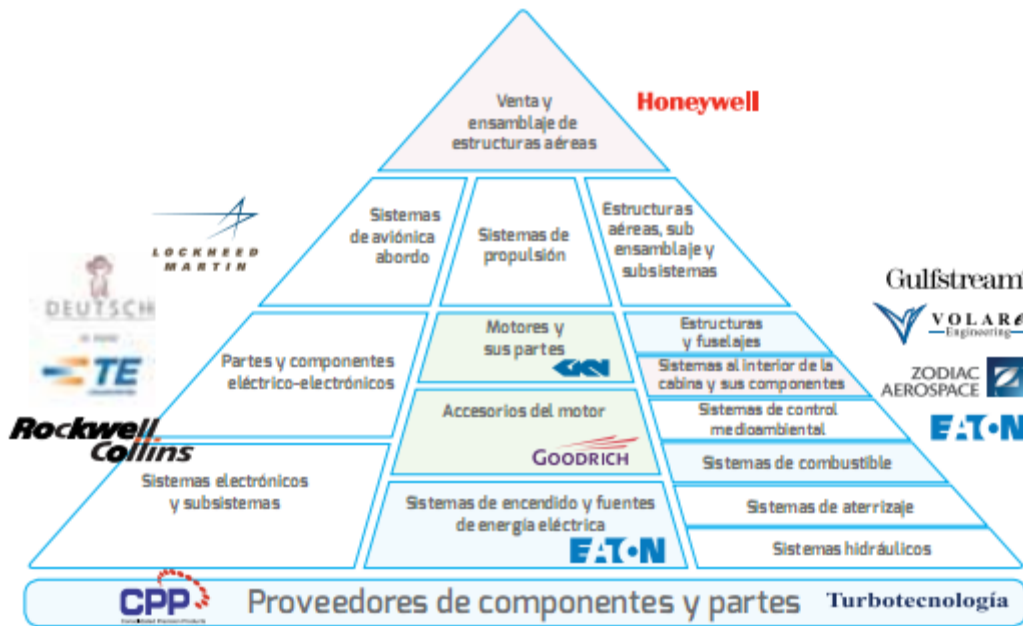 Venta y
ensamblaje de
estructuras aéreas
Honeywell
LOCKHEED
MARTIN
Sistemas
de aviónica
abordo
Sistemas de
propulsión
Estructuras
aéreas, sub
ensamblaje y
subsistemas
DEUTSCH
TE
Rockwell
Collins
Partes y componentes
eléctrico-electrónicos
Motores y
sus partes
GKN
Estructuras
y fuselajes
Sistemas al interior de la
cabina y sus componentes
Gulfstream
VOLARE
Engineering
ZODIAC
AEROSPACE
EATON
Accesorios del motor
GOODRICH
Sistemas de control
medioambiental
Sistemas de combustible
Sistemas electrónicos
y subsistemas
Sistemas de encendido y fuentes
de energía eléctrica
EATON
Sistemas de aterrizaje
Sistemas hidráulicos
CPP
Consolidated Precision Products
Proveedores de componentes y partes
Turbotecnología